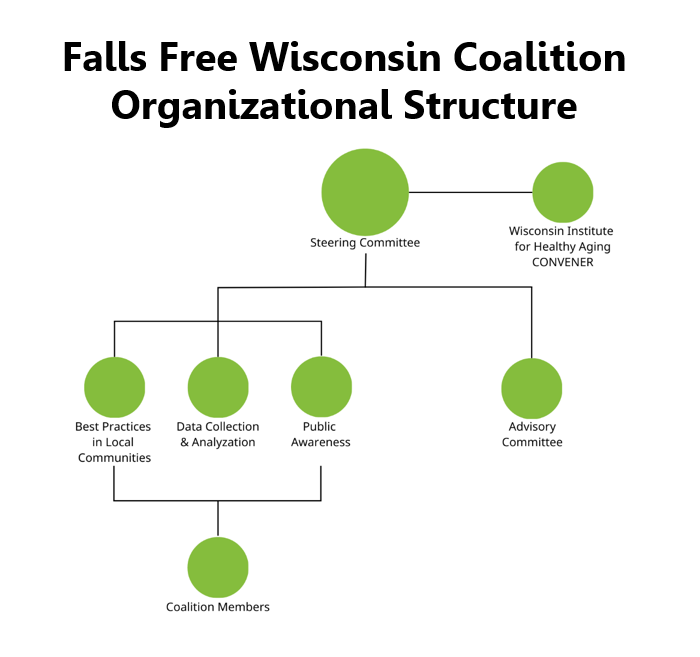 Falls Free Wisconsin Coalition
Organizational Structure
Steering Committee
Wisconsin Institute
for Healthy Aging
CONVENER
Best Practices
in Local
Communities
Data Collection
& Analyzation
Public
Awareness
Advisory
Committee
Coalition Members